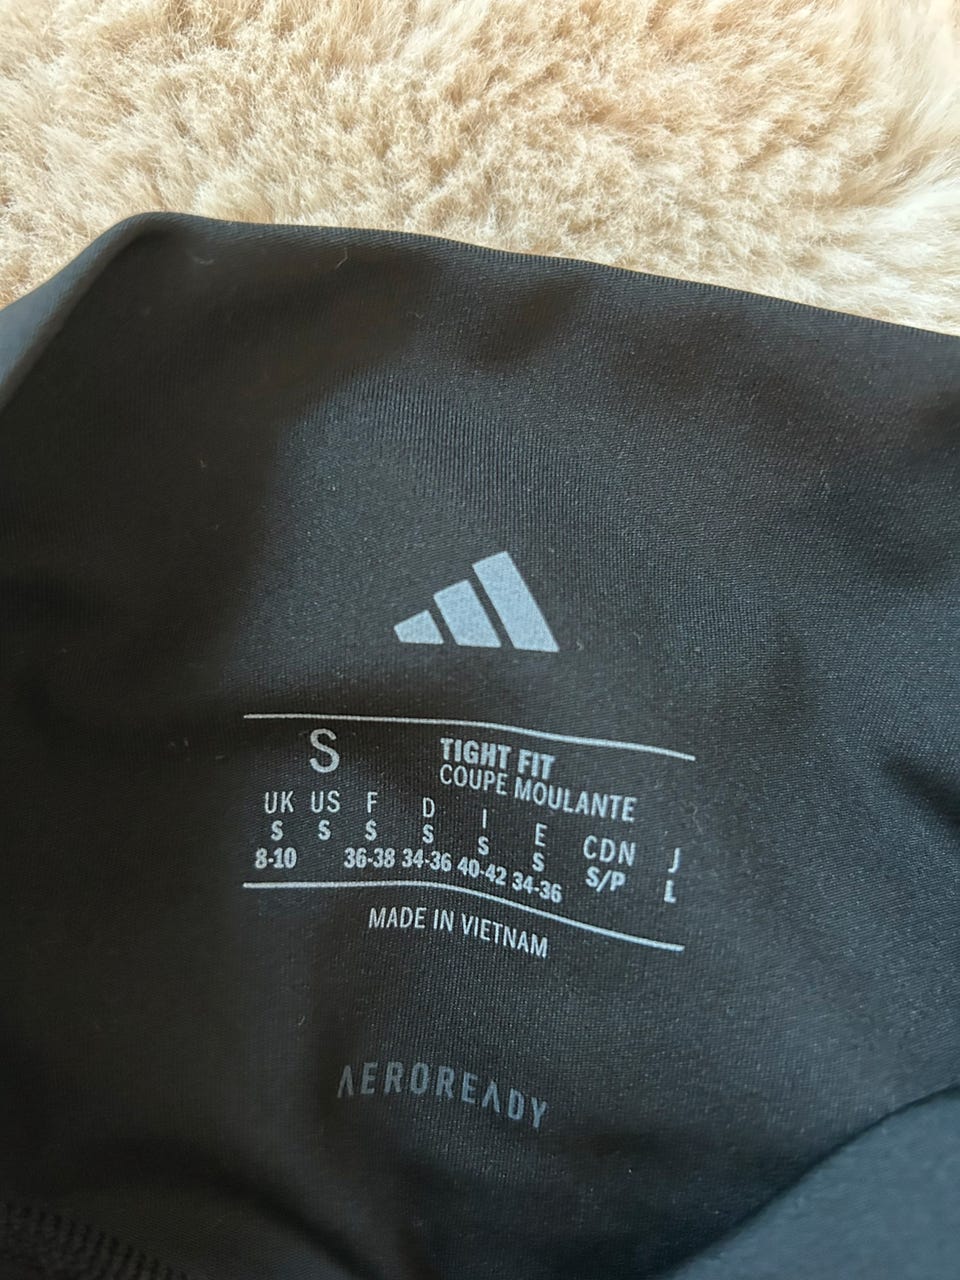 S
TIGHT FIT
COUPE MOULANTE
UK US F D I E CDN J
S S S S S S S/P L
8-10 36-38 34-36 40-42 34-36
MADE IN VIETNAM
AEROREADY